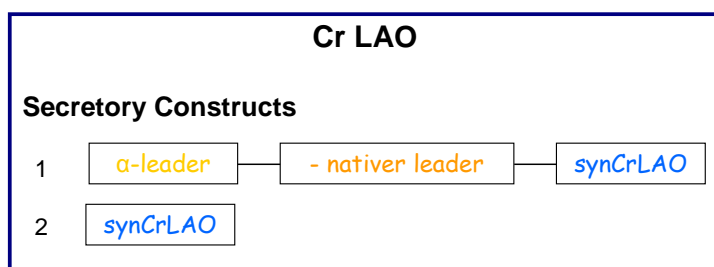 Cr LAO
Secretory Constructs
1 α-leader - nativer leader synCrLAO
2 synCrLAO